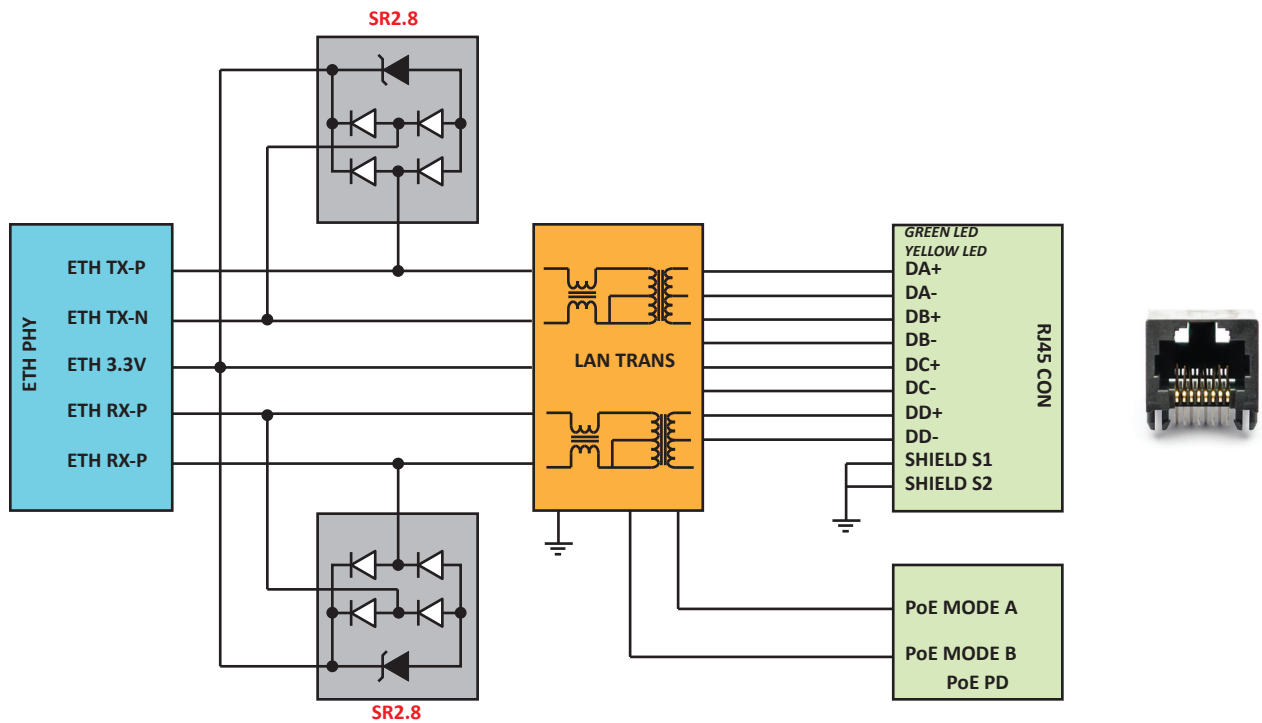 SR2.8
ETH PHY
ETH TX-P
ETH TX-N
ETH 3.3V
ETH RX-P
ETH RX-P
LAN TRANS
GREEN LED
YELLOW LED
DA+
DA-
DB+
DB-
DC+
DC-
DD+
DD-
SHIELD S1
SHIELD S2
RJ45 CON
PoE MODE A
PoE MODE B
PoE PD
SR2.8